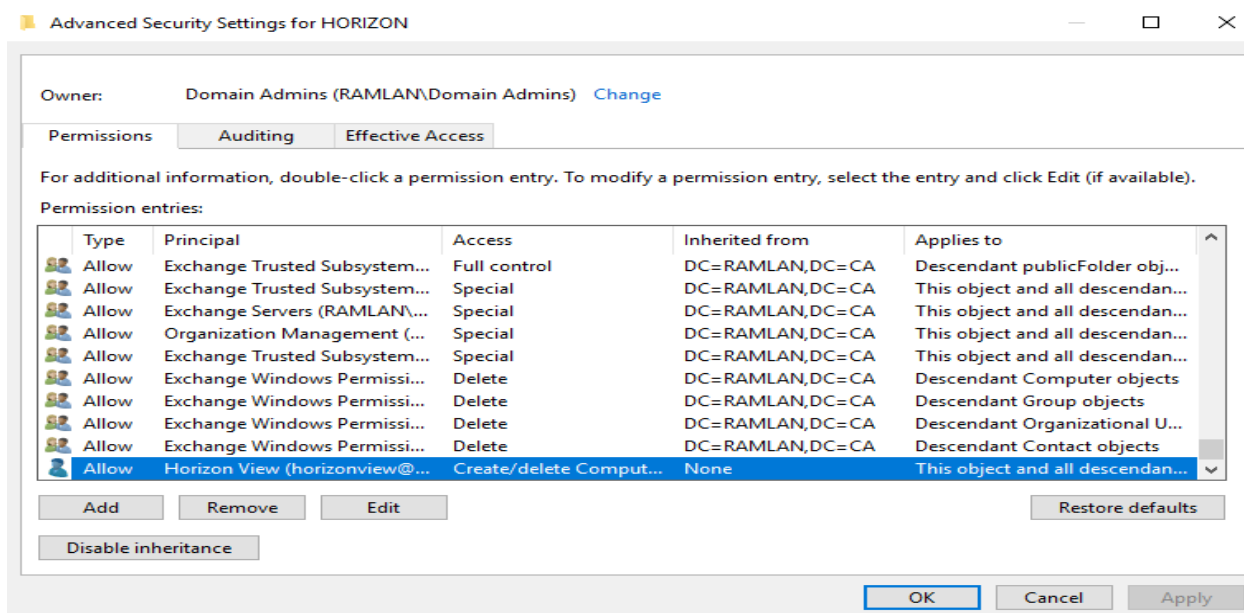 Advanced Security Settings for HORIZON
Owner: Domain Admins (RAMLAN\Domain Admins) Change
Permissions Auditing Effective Access
For additional information, double-click a permission entry. To modify a permission entry, select the entry and click Edit (if available).
Permission entries:
Type Principal Access Inherited from Applies to
Allow Exchange Trusted Subsystem... Full control DC=RAMLAN,DC=CA Descendant publicFolder obj...
Allow Exchange Trusted Subsystem... Special DC=RAMLAN,DC=CA This object and all descendan...
Allow Exchange Servers (RAMLAN\... Special DC=RAMLAN,DC=CA This object and all descendan...
Allow Organization Management (... Special DC=RAMLAN,DC=CA This object and all descendan...
Allow Exchange Trusted Subsystem... Special DC=RAMLAN,DC=CA This object and all descendan...
Allow Exchange Windows Permissi... Delete DC=RAMLAN,DC=CA Descendant Computer objects
Allow Exchange Windows Permissi... Delete DC=RAMLAN,DC=CA Descendant Group objects
Allow Exchange Windows Permissi... Delete DC=RAMLAN,DC=CA Descendant Organizational U...
Allow Exchange Windows Permissi... Delete DC=RAMLAN,DC=CA Descendant Contact objects
Allow Horizon View (horizonview@... Create/delete Comput... None This object and all descendan...
Add Remove Edit Restore defaults
Disable inheritance
OK Cancel Apply